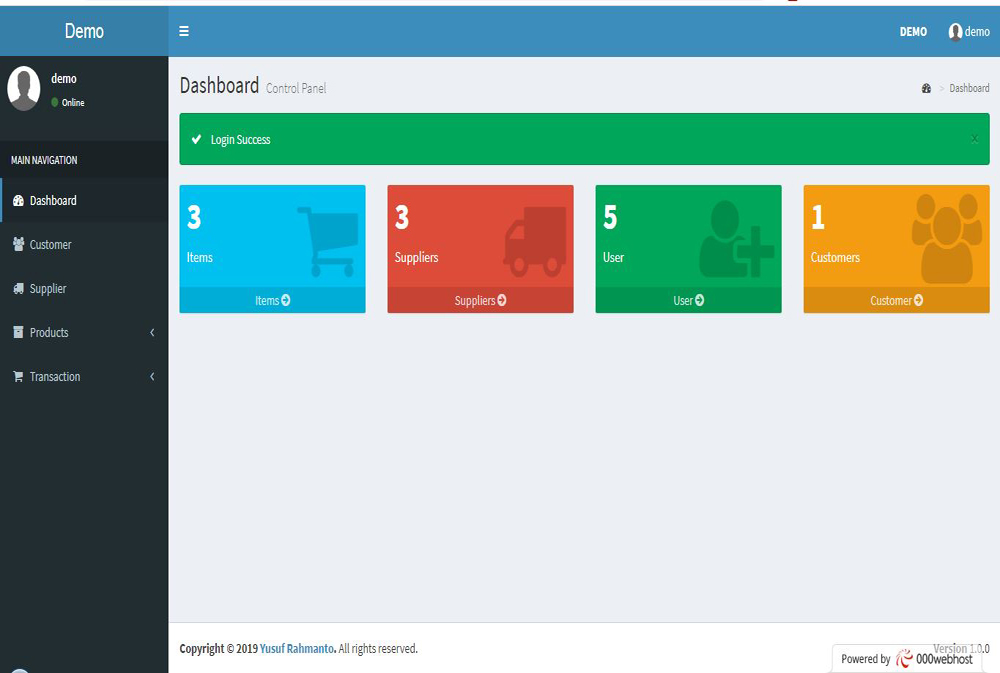 Demo
DEMO
demo
demo
Online
MAIN NAVIGATION
Dashboard
Customer
Supplier
Products
Transaction
Dashboard Control Panel
> Dashboard
Login Success
x
3
Items
Items
3
Suppliers
Suppliers
5
User
User
1
Customers
Customer
Copyright © 2019 Yusuf Rahmanto. All rights reserved.
Version 1.0.0
Powered by 000webhost